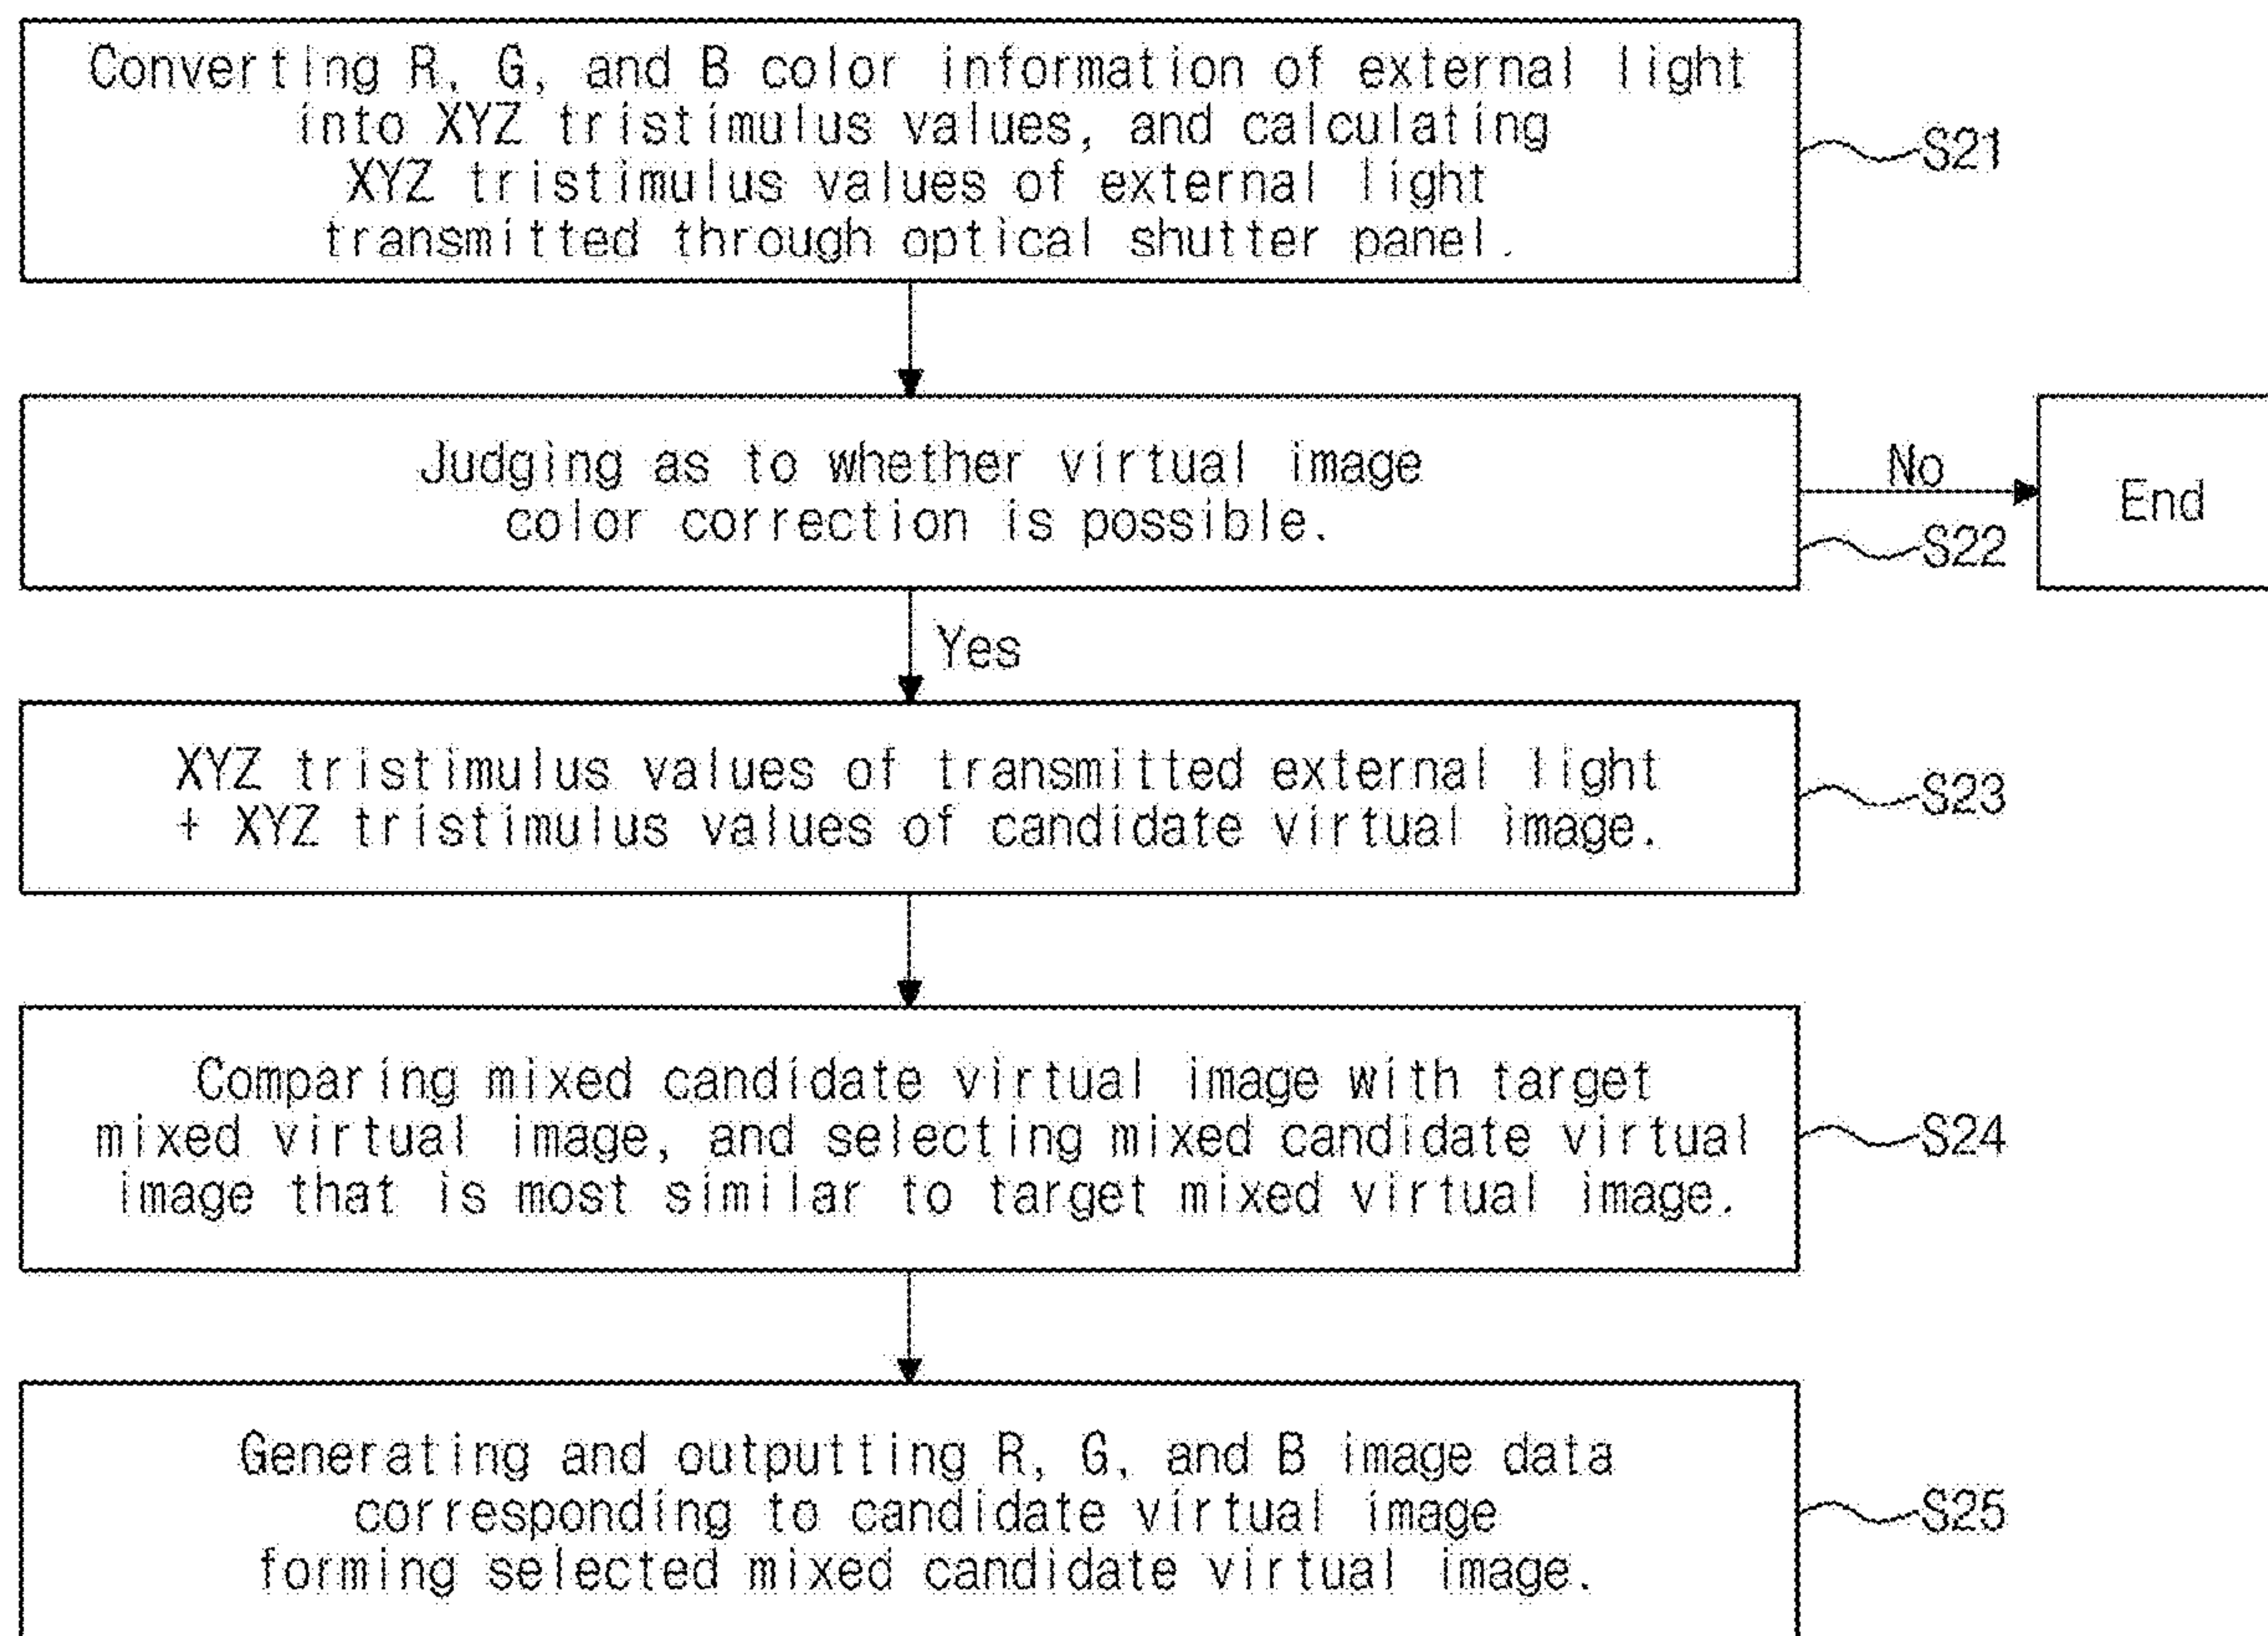 Converting R, G, and B color information of external light
into XYZ tristimulus values, and calculating
XYZ tristimulus values of external light
transmitted through optical shutter panel.
S21
Judging as to whether virtual image
color correction is possible.
No
End
S22
Yes
XYZ tristimulus values of transmitted external light
+ XYZ tristimulus values of candidate virtual image.
S23
Comparing mixed candidate virtual image with target
mixed virtual image, and selecting mixed candidate virtual
image that is most similar to target mixed virtual image.
S24
Generating and outputting R, G, and B image data
corresponding to candidate virtual image
forming selected mixed candidate virtual image.
S25